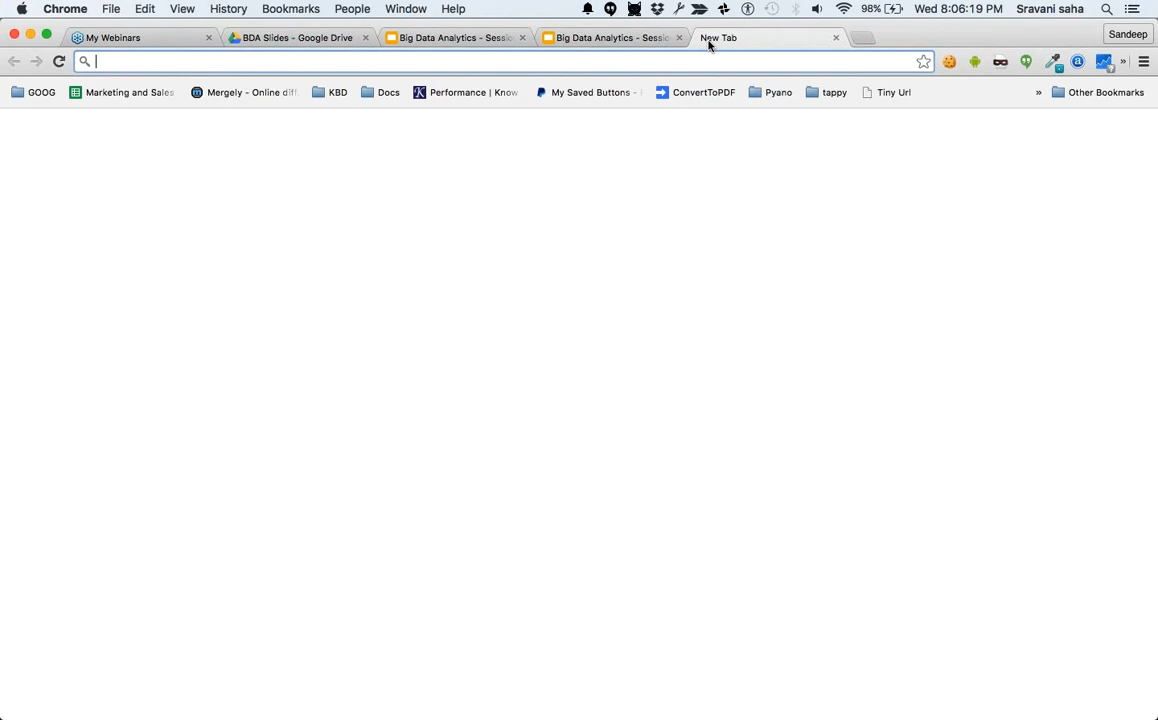 Chrome File Edit View History Bookmarks People Window Help 98% Wed 8:06:19 PM Sravani saha
My Webinars BDA Slides - Google Drive Big Data Analytics - Sessio Big Data Analytics - Sessio New Tab Sandeep
GOOG Marketing and Sales Mergely - Online diff KBD Docs Performance | Know My Saved Buttons - ConvertToPDF Pyano tappy Tiny Url » Other Bookmarks